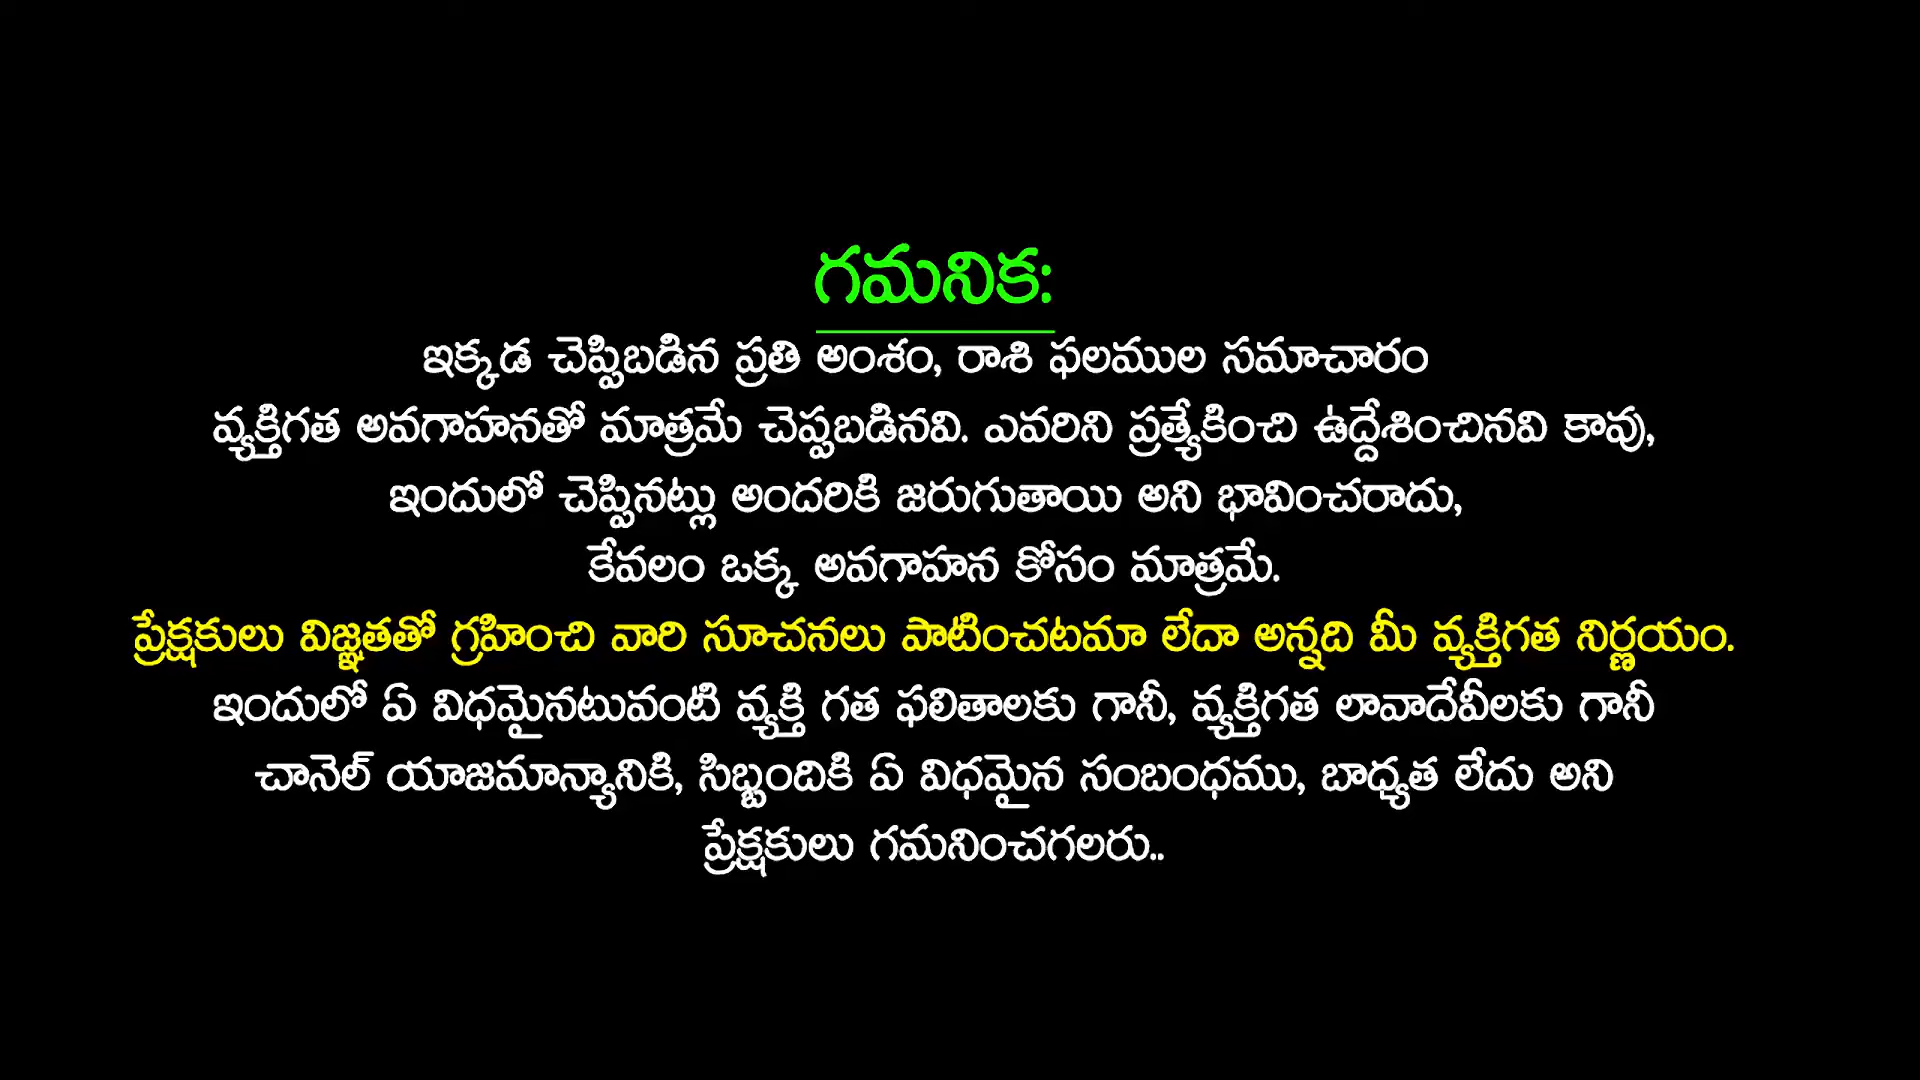 గమనిక:
ఇక్కడ చెప్పిబడిన ప్రతి అంశం, రాశి ఫలముల సమాచారం
వ్యక్తిగత అవగాహనతో మాత్రమే చెప్పబడినవి. ఎవరిని ప్రత్యేకించి ఉద్దేశించినవి కావు,
ఇందులో చెప్పినట్లు అందరికి జరుగుతాయి అని భావించరాదు,
కేవలం ఒక్క అవగాహన కోసం మాత్రమే.
ప్రేక్షకులు విజ్ఞతతో గ్రహించి వారి సూచనలు పాటించటమా లేదా అన్నది మీ వ్యక్తిగత నిర్ణయం.
ఇందులో ఏ విధమైనటువంటి వ్యక్తి గత ఫలితాలకు గానీ, వ్యక్తిగత లావాదేవీలకు గానీ
చానెల్ యాజమాన్యానికి, సిభ్బందికి ఏ విధమైన సంబంధము, బాధ్యత లేదు అని
ప్రేక్షకులు గమనించగలరు..